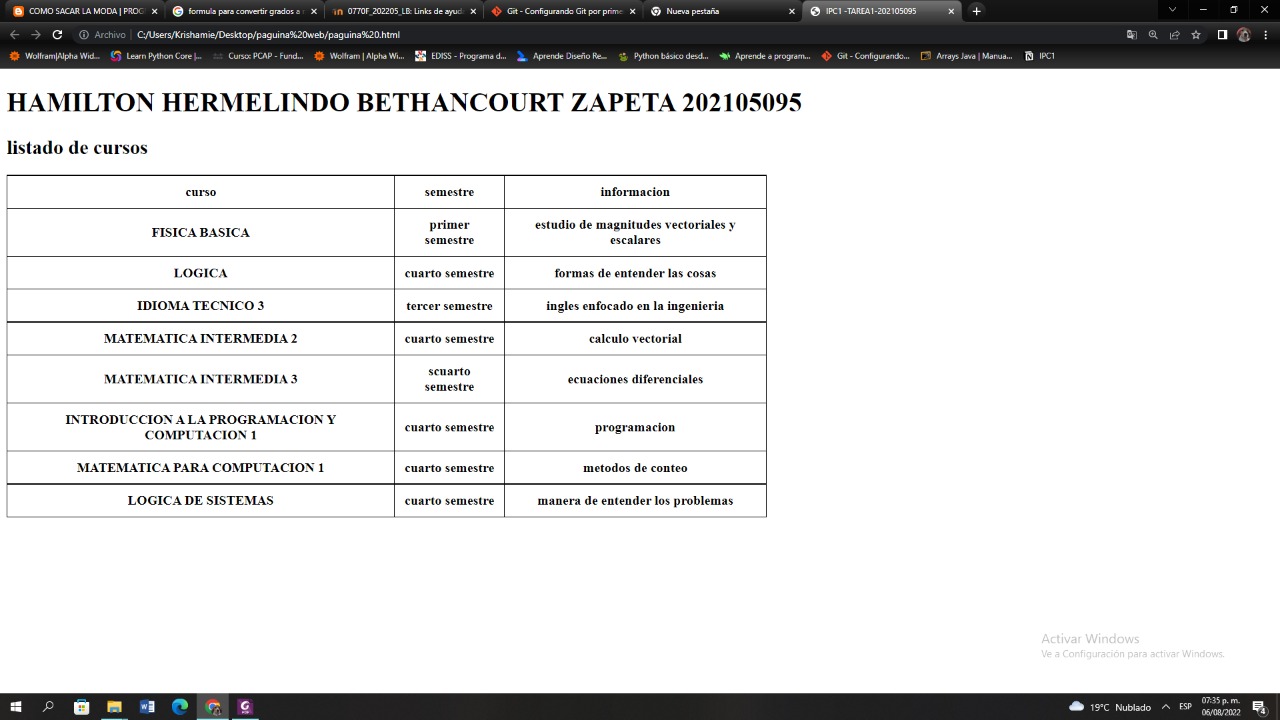 COMO SACAR LA MODA | PROG
formula para convertir grados a r
0770F_202205_LB: Links de ayud
Git - Configurando Git por prime
Nueva pestaña
IPC1 -TAREA1-202105095
Archivo | C:/Users/Krishamie/Desktop/paguina%20web/paguina%20.html
Wolfram|Alpha Wid...
Learn Python Core |...
Curso: PCAP - Fund...
Wolfram | Alpha Wi...
EDISS - Programa d...
Aprende Diseño Re...
Python básico desd...
Aprende a program...
Git - Configurando...
Arrays Java | Manua...
IPC1
HAMILTON HERMELINDO BETHANCOURT ZAPETA 202105095
listado de cursos
curso semestre informacion
FISICA BASICA primer semestre estudio de magnitudes vectoriales y escalares
LOGICA cuarto semestre formas de entender las cosas
IDIOMA TECNICO 3 tercer semestre ingles enfocado en la ingenieria
MATEMATICA INTERMEDIA 2 cuarto semestre calculo vectorial
MATEMATICA INTERMEDIA 3 scuarto semestre ecuaciones diferenciales
INTRODUCCION A LA PROGRAMACION Y COMPUTACION 1 cuarto semestre programacion
MATEMATICA PARA COMPUTACION 1 cuarto semestre metodos de conteo
LOGICA DE SISTEMAS cuarto semestre manera de entender los problemas
Activar Windows
Ve a Configuración para activar Windows.
19°C Nublado
ESP
07:35 p. m.
06/08/2022
4